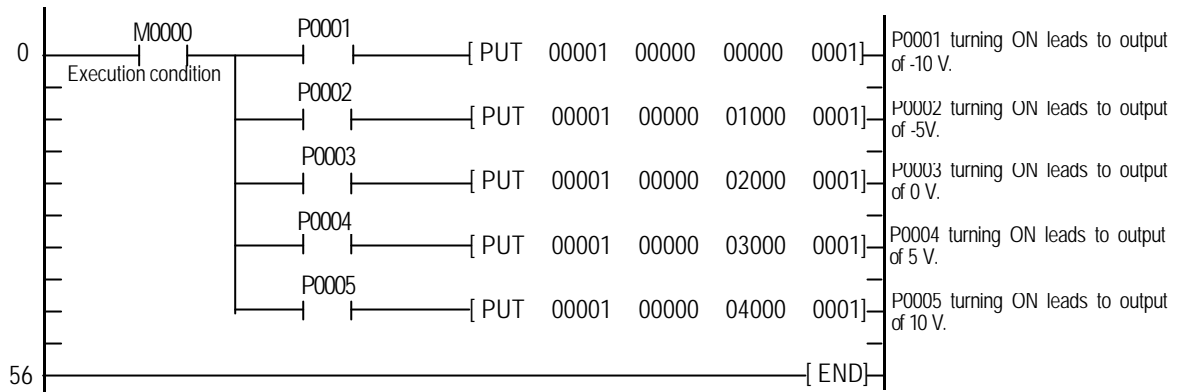 M0000 P0001
0 [ PUT 00001 00000 00000 0001] P0001 turning ON leads to output
Execution condition of -10 V.
P0002
[ PUT 00001 00000 01000 0001] P0002 turning ON leads to output
of -5V.
P0003
[ PUT 00001 00000 02000 0001] P0003 turning ON leads to output
of 0 V.
P0004
[ PUT 00001 00000 03000 0001] P0004 turning ON leads to output
of 5 V.
P0005
[ PUT 00001 00000 04000 0001] P0005 turning ON leads to output
of 10 V.
56 [ END]